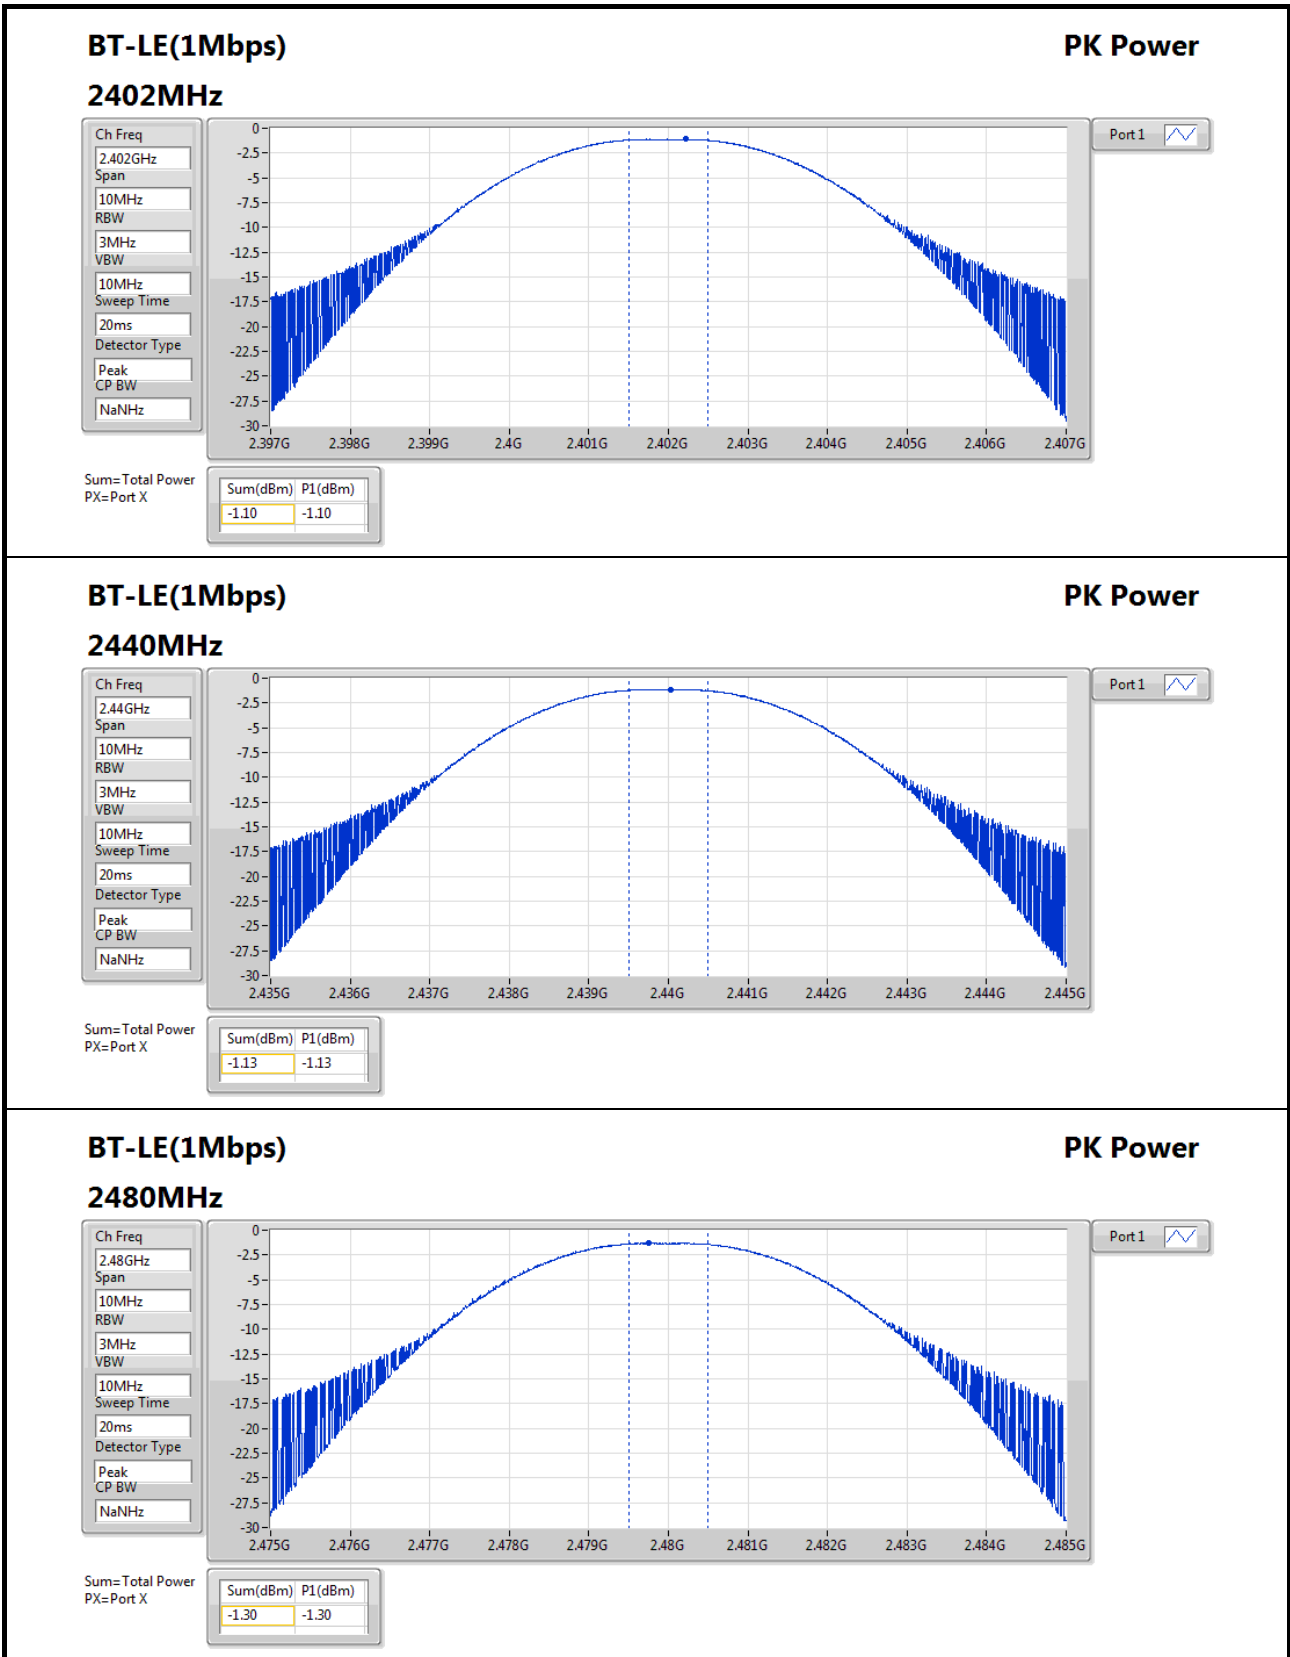 BT-LE(1Mbps) PK Power
2402MHz
Ch Freq
2.402GHz
Span
10MHz
RBW
3MHz
VBW
10MHz
Sweep Time
20ms
Detector Type
Peak
CP BW
NaNHz
0
-2.5
-5
-7.5
-10
-12.5
-15
-17.5
-20
-22.5
-25
-27.5
-30
2.397G 2.398G 2.399G 2.4G 2.401G 2.402G 2.403G 2.404G 2.405G 2.406G 2.407G
Port 1
Sum=Total Power
PX=Port X
Sum(dBm) P1(dBm)
-1.10 -1.10
BT-LE(1Mbps) PK Power
2440MHz
Ch Freq
2.44GHz
Span
10MHz
RBW
3MHz
VBW
10MHz
Sweep Time
20ms
Detector Type
Peak
CP BW
NaNHz
0
-2.5
-5
-7.5
-10
-12.5
-15
-17.5
-20
-22.5
-25
-27.5
-30
2.435G 2.436G 2.437G 2.438G 2.439G 2.44G 2.441G 2.442G 2.443G 2.444G 2.445G
Port 1
Sum=Total Power
PX=Port X
Sum(dBm) P1(dBm)
-1.13 -1.13
BT-LE(1Mbps) PK Power
2480MHz
Ch Freq
2.48GHz
Span
10MHz
RBW
3MHz
VBW
10MHz
Sweep Time
20ms
Detector Type
Peak
CP BW
NaNHz
0
-2.5
-5
-7.5
-10
-12.5
-15
-17.5
-20
-22.5
-25
-27.5
-30
2.475G 2.476G 2.477G 2.478G 2.479G 2.48G 2.481G 2.482G 2.483G 2.484G 2.485G
Port 1
Sum=Total Power
PX=Port X
Sum(dBm) P1(dBm)
-1.30 -1.30